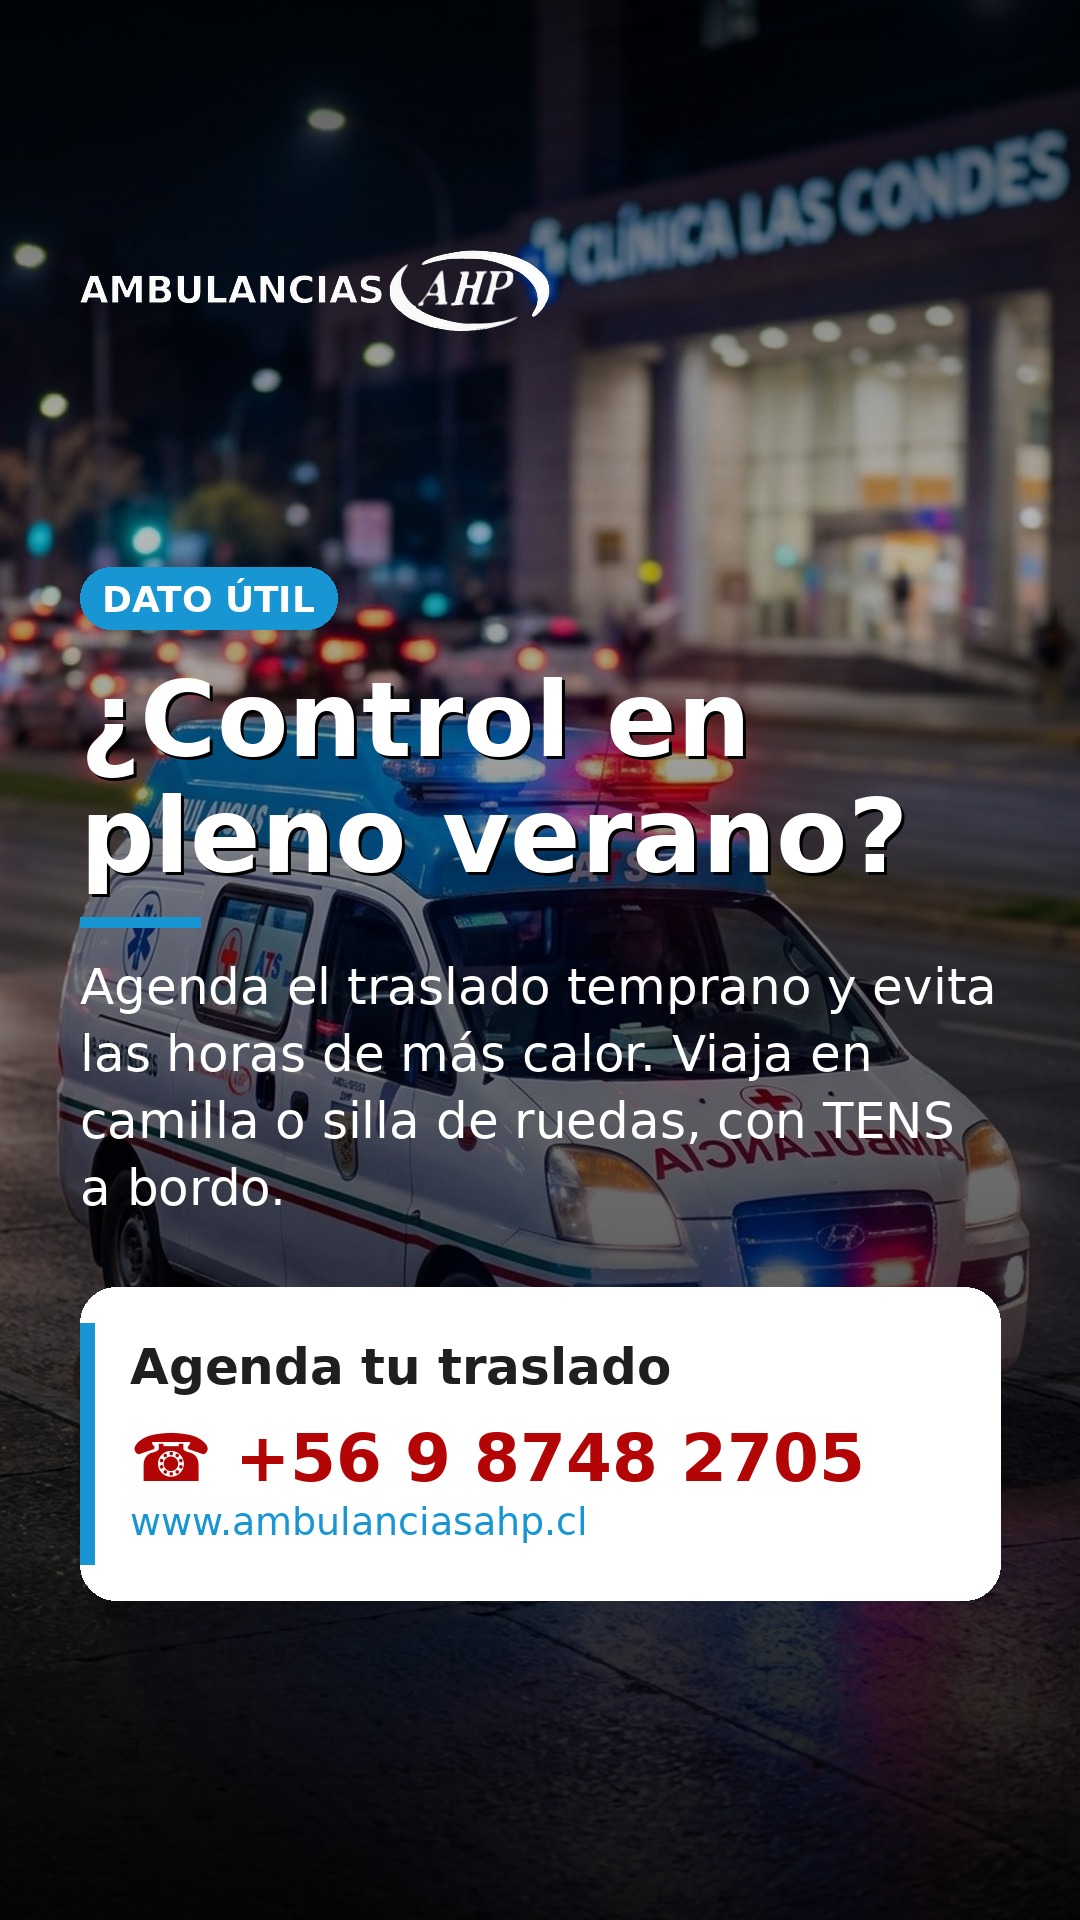 CLÍNICA LAS CONDES
AMBULANCIAS AHP
DATO ÚTIL
¿Control en
pleno verano?
Agenda el traslado temprano y evita
las horas de más calor. Viaja en
camilla o silla de ruedas, con TENS
a bordo.
AMBULANCIA
Agenda tu traslado
☎ +56 9 8748 2705
www.ambulanciasahp.cl